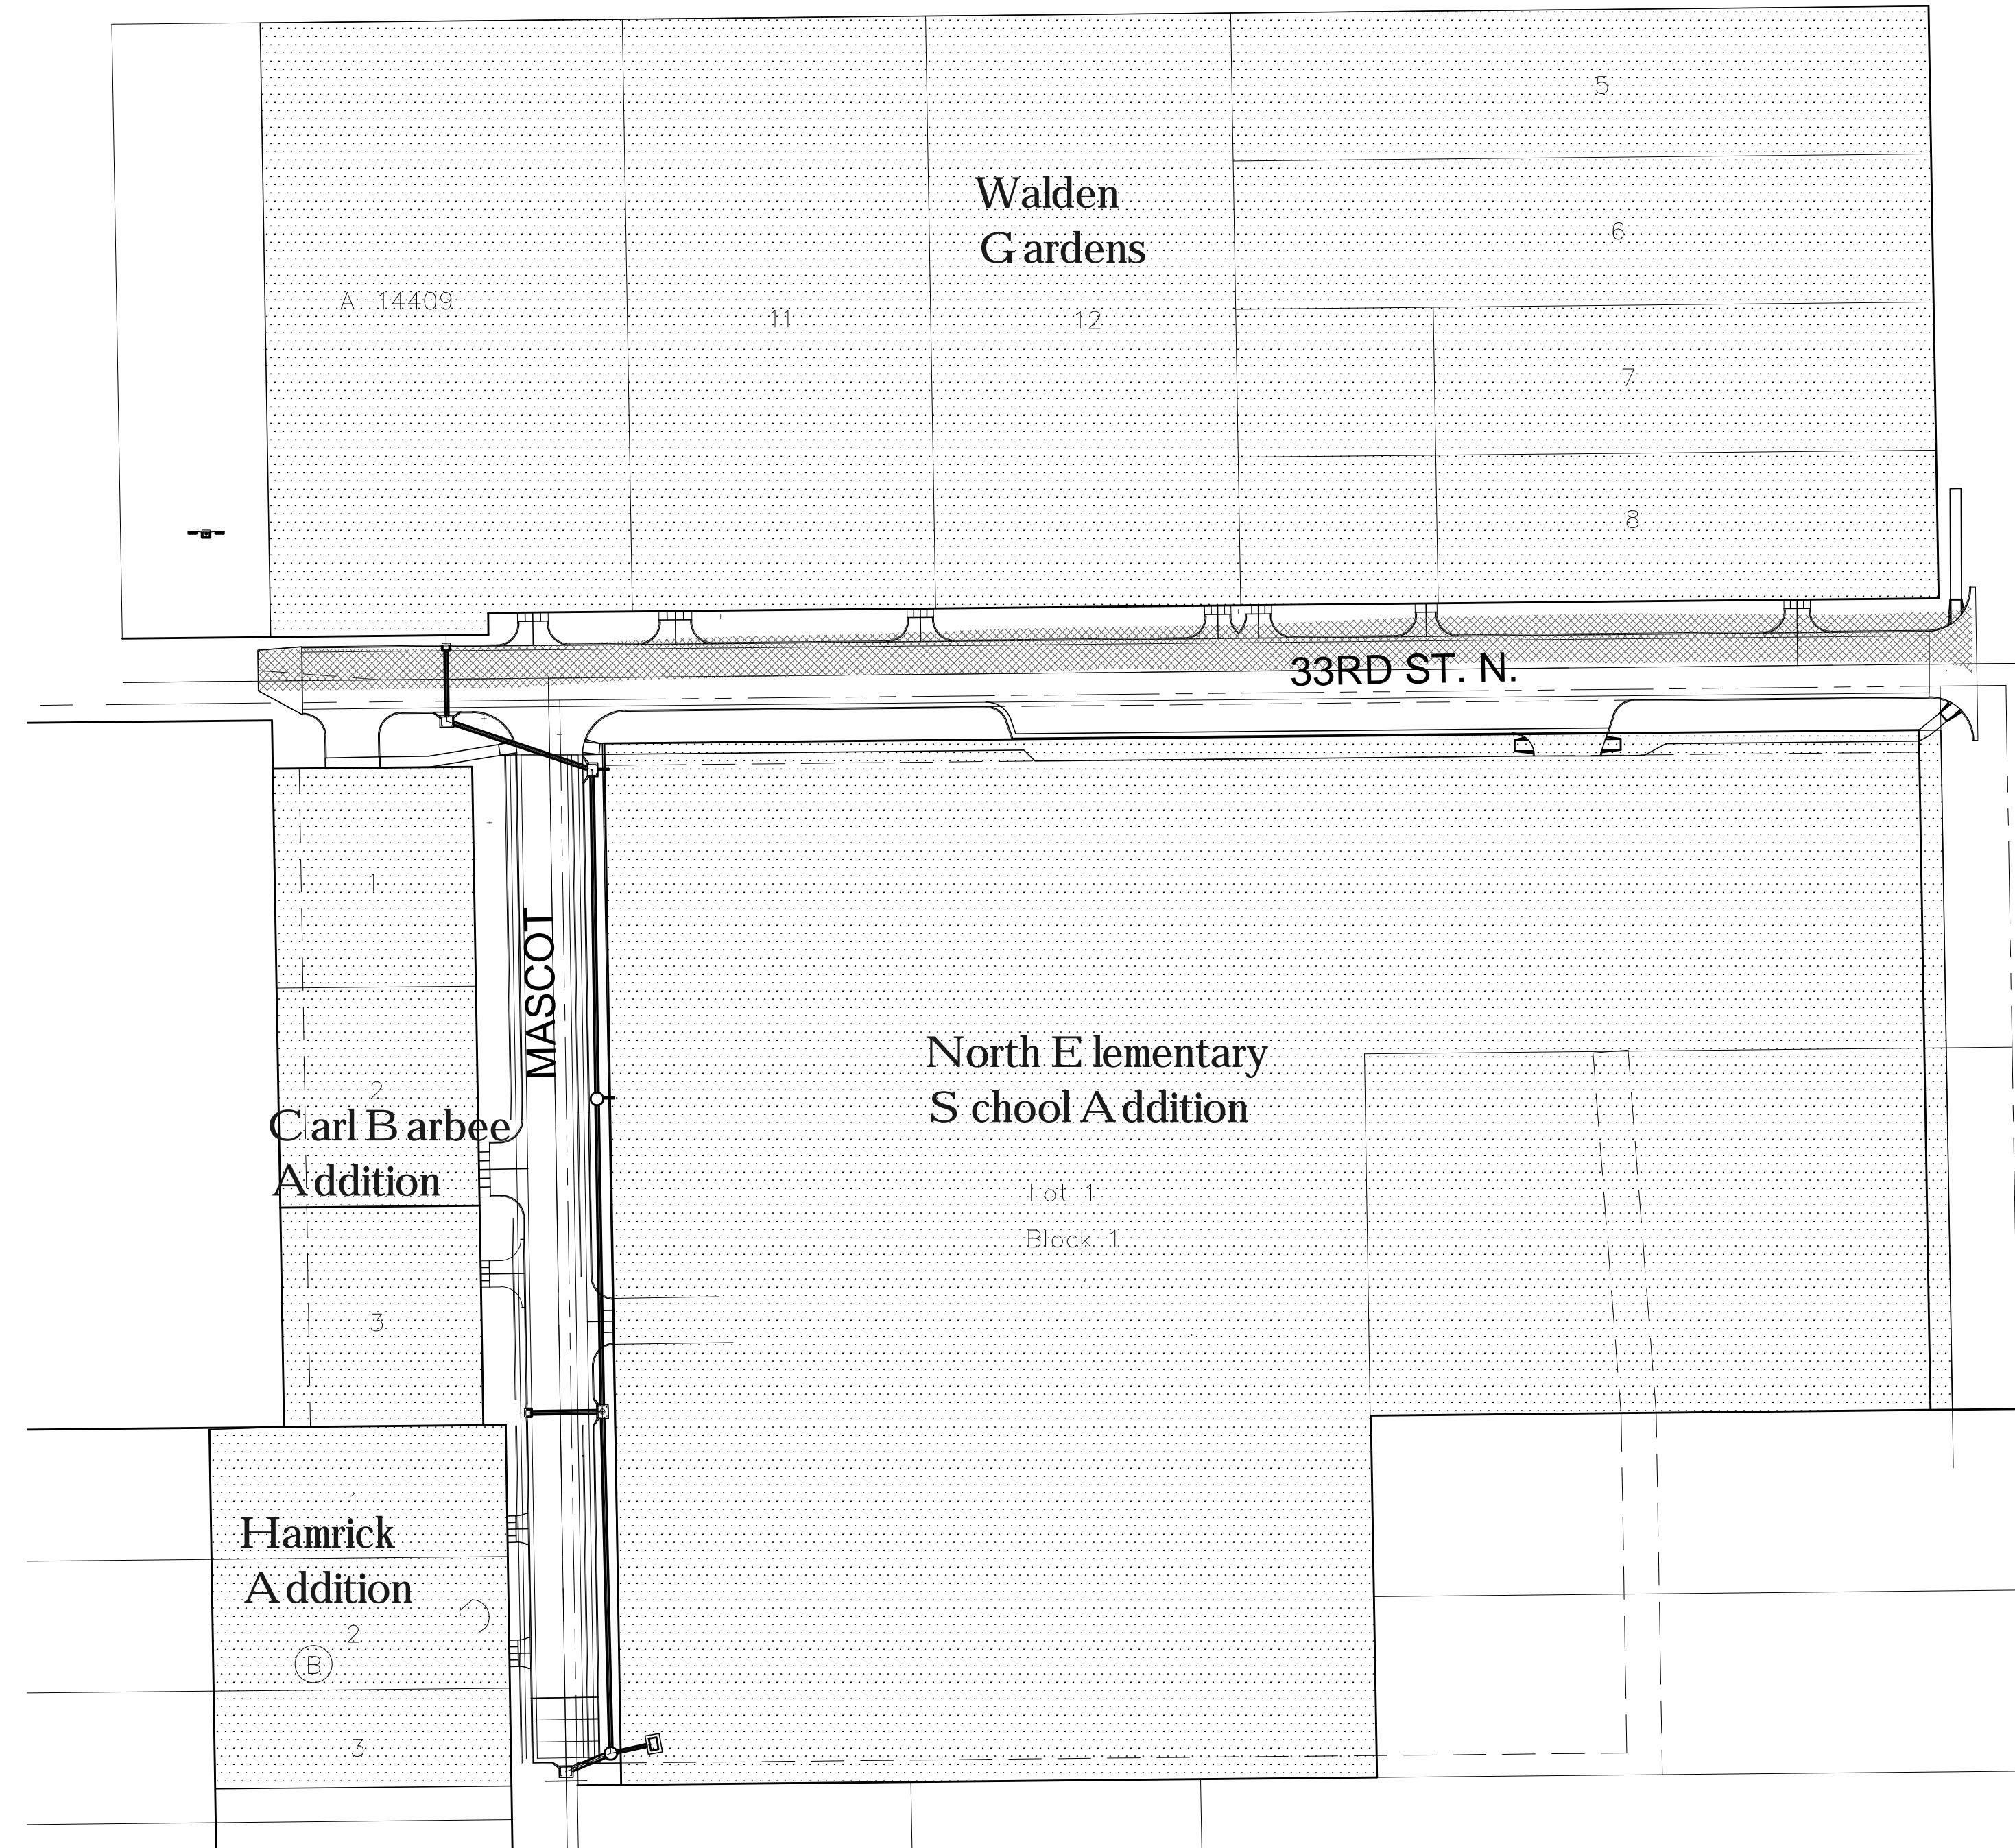 5
Walden
Gardens
6
A-14409
11
12
7
8
33RD ST. N.
1
MASCOT
North Elementary
School Addition
2
Carl Barbee
Addition
Lot 1
Block 1
3
1
Hamrick
Addition
2
B
3